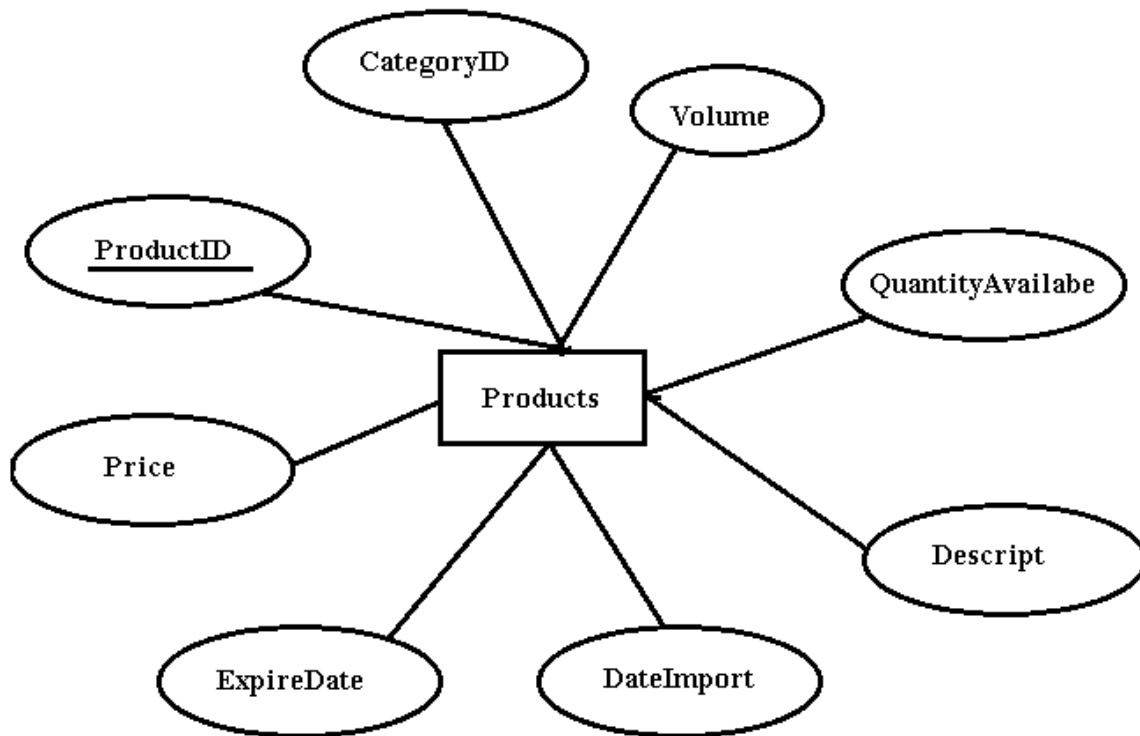 CategoryID
Volume
ProductID
QuantityAvailabe
Products
Price
Descript
ExpireDate
DateImport